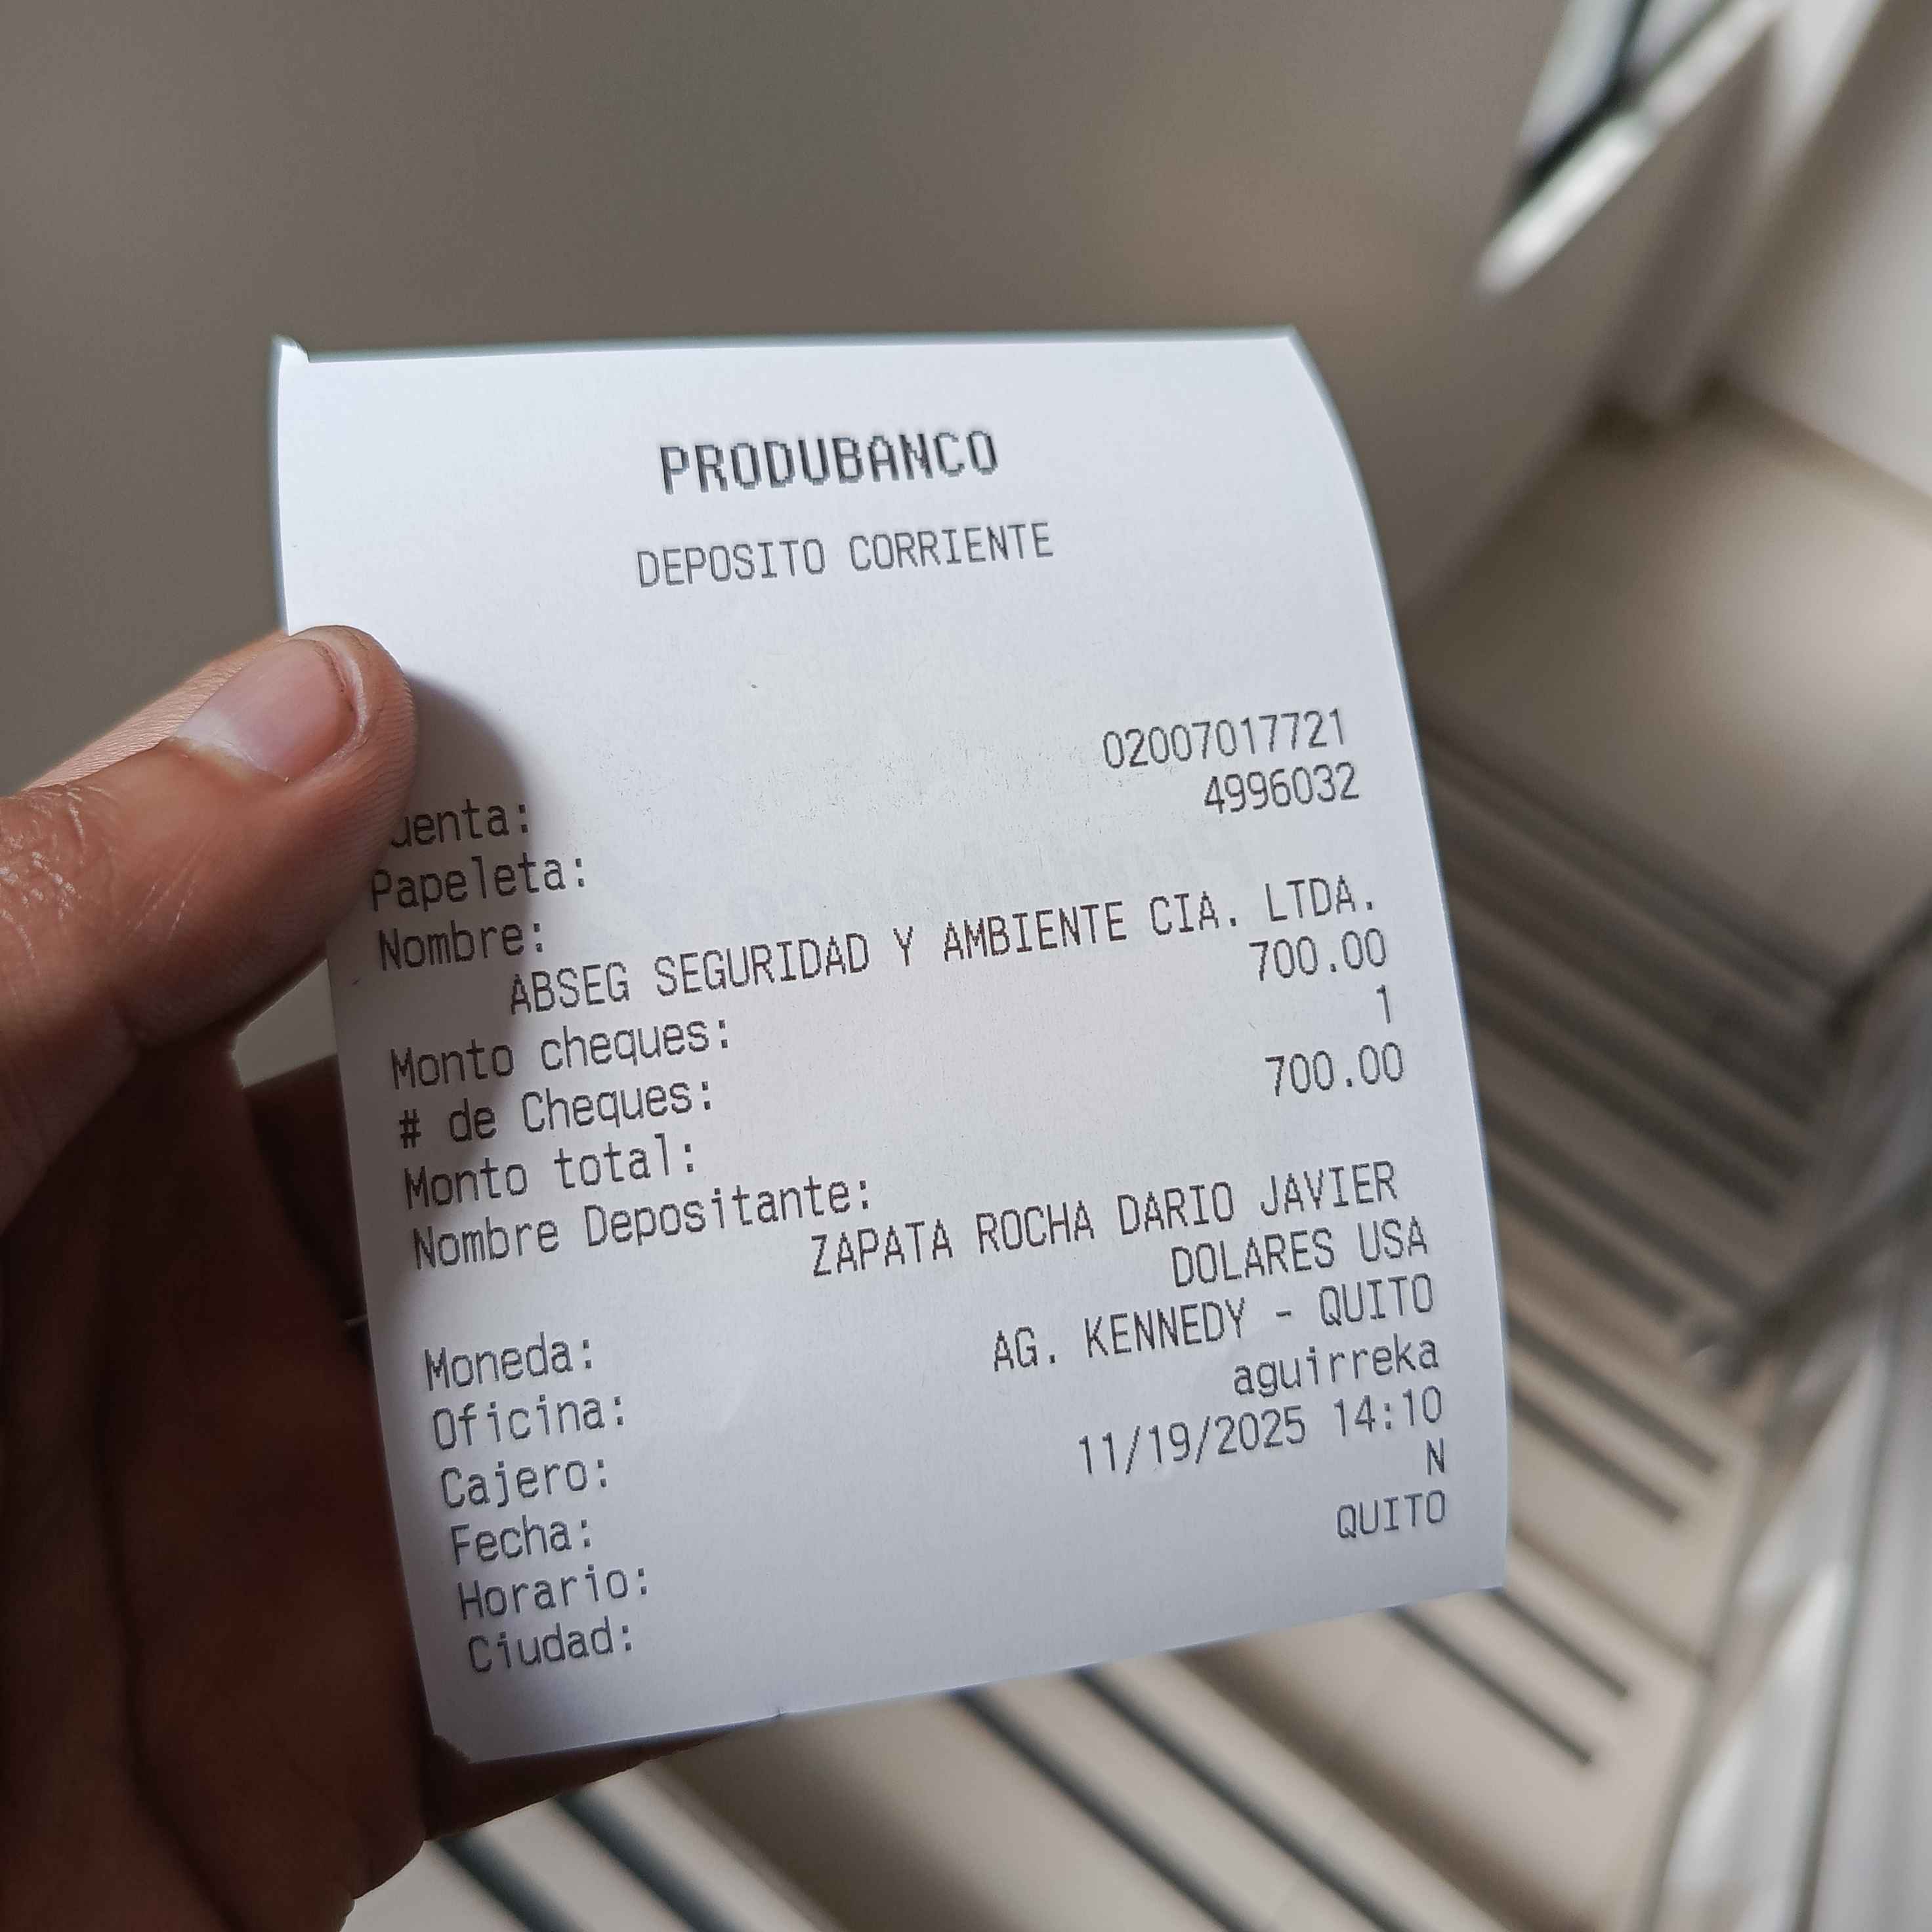 PRODUBANCO
DEPOSITO CORRIENTE
02007017721
uenta:
4996032
Papeleta:
Nombre:
ABSEG SEGURIDAD Y AMBIENTE CIA. LTDA.
Monto cheques: 700.00
# de Cheques: 1
Monto total: 700.00
Nombre Depositante:
ZAPATA ROCHA DARIO JAVIER
Moneda: DOLARES USA
Oficina: AG. KENNEDY - QUITO
Cajero: aguirreka
Fecha: 11/19/2025 14:10
Horario: N
Ciudad: QUITO